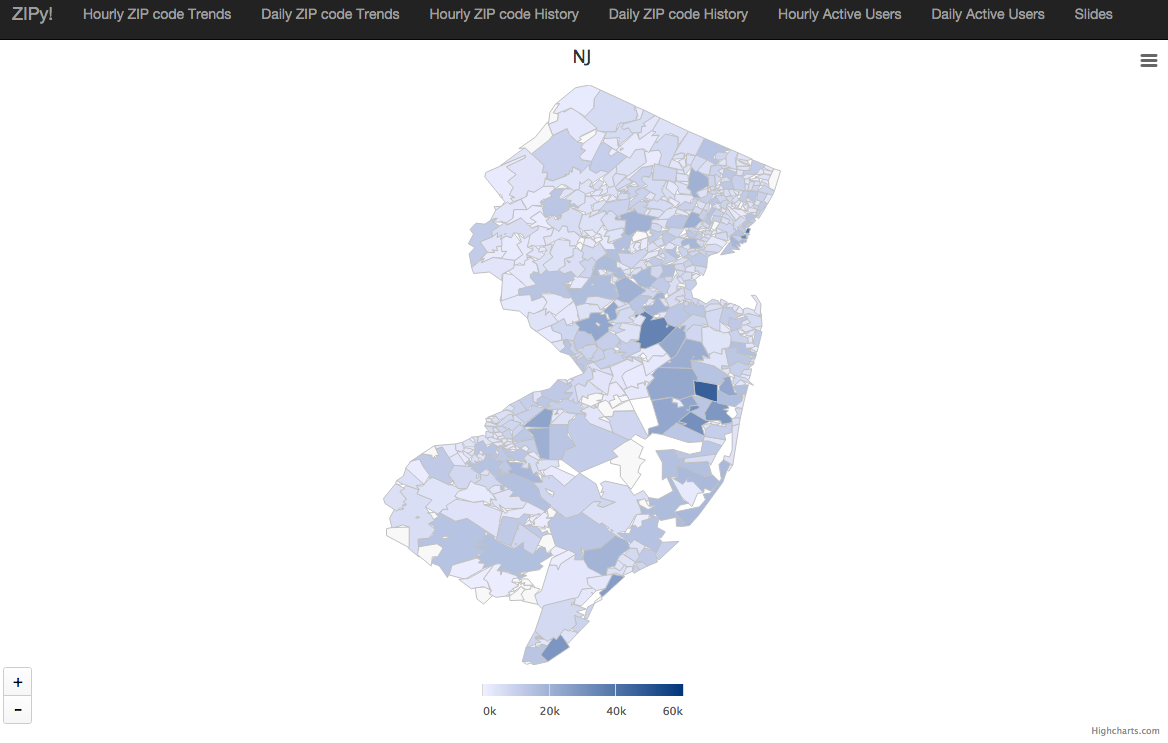 ZIPy! Hourly ZIP code Trends Daily ZIP code Trends Hourly ZIP code History Daily ZIP code History Hourly Active Users Daily Active Users Slides
NJ
+
-
0k 20k 40k 60k
Highcharts.com